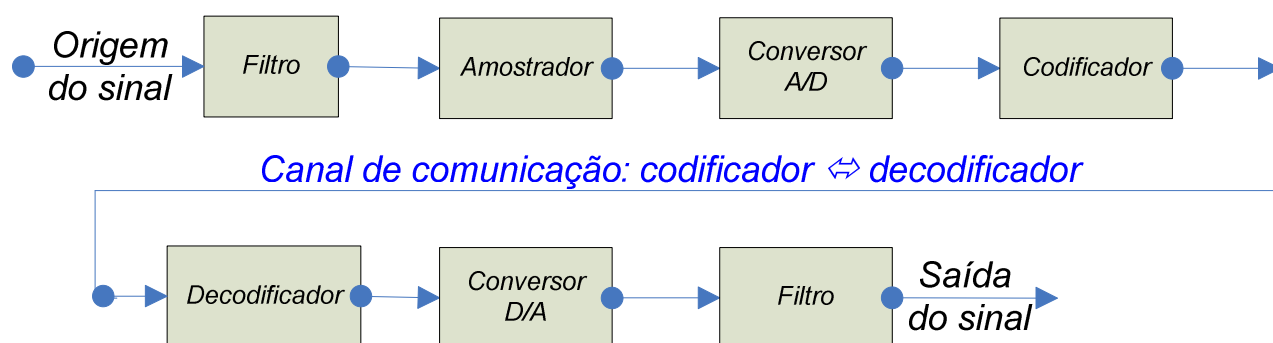 Origem
do sinal
Filtro
Amostrador
Conversor
A/D
Codificador
Canal de comunicação: codificador ⬄ decodificador
Decodificador
Conversor
D/A
Filtro
Saída
do sinal